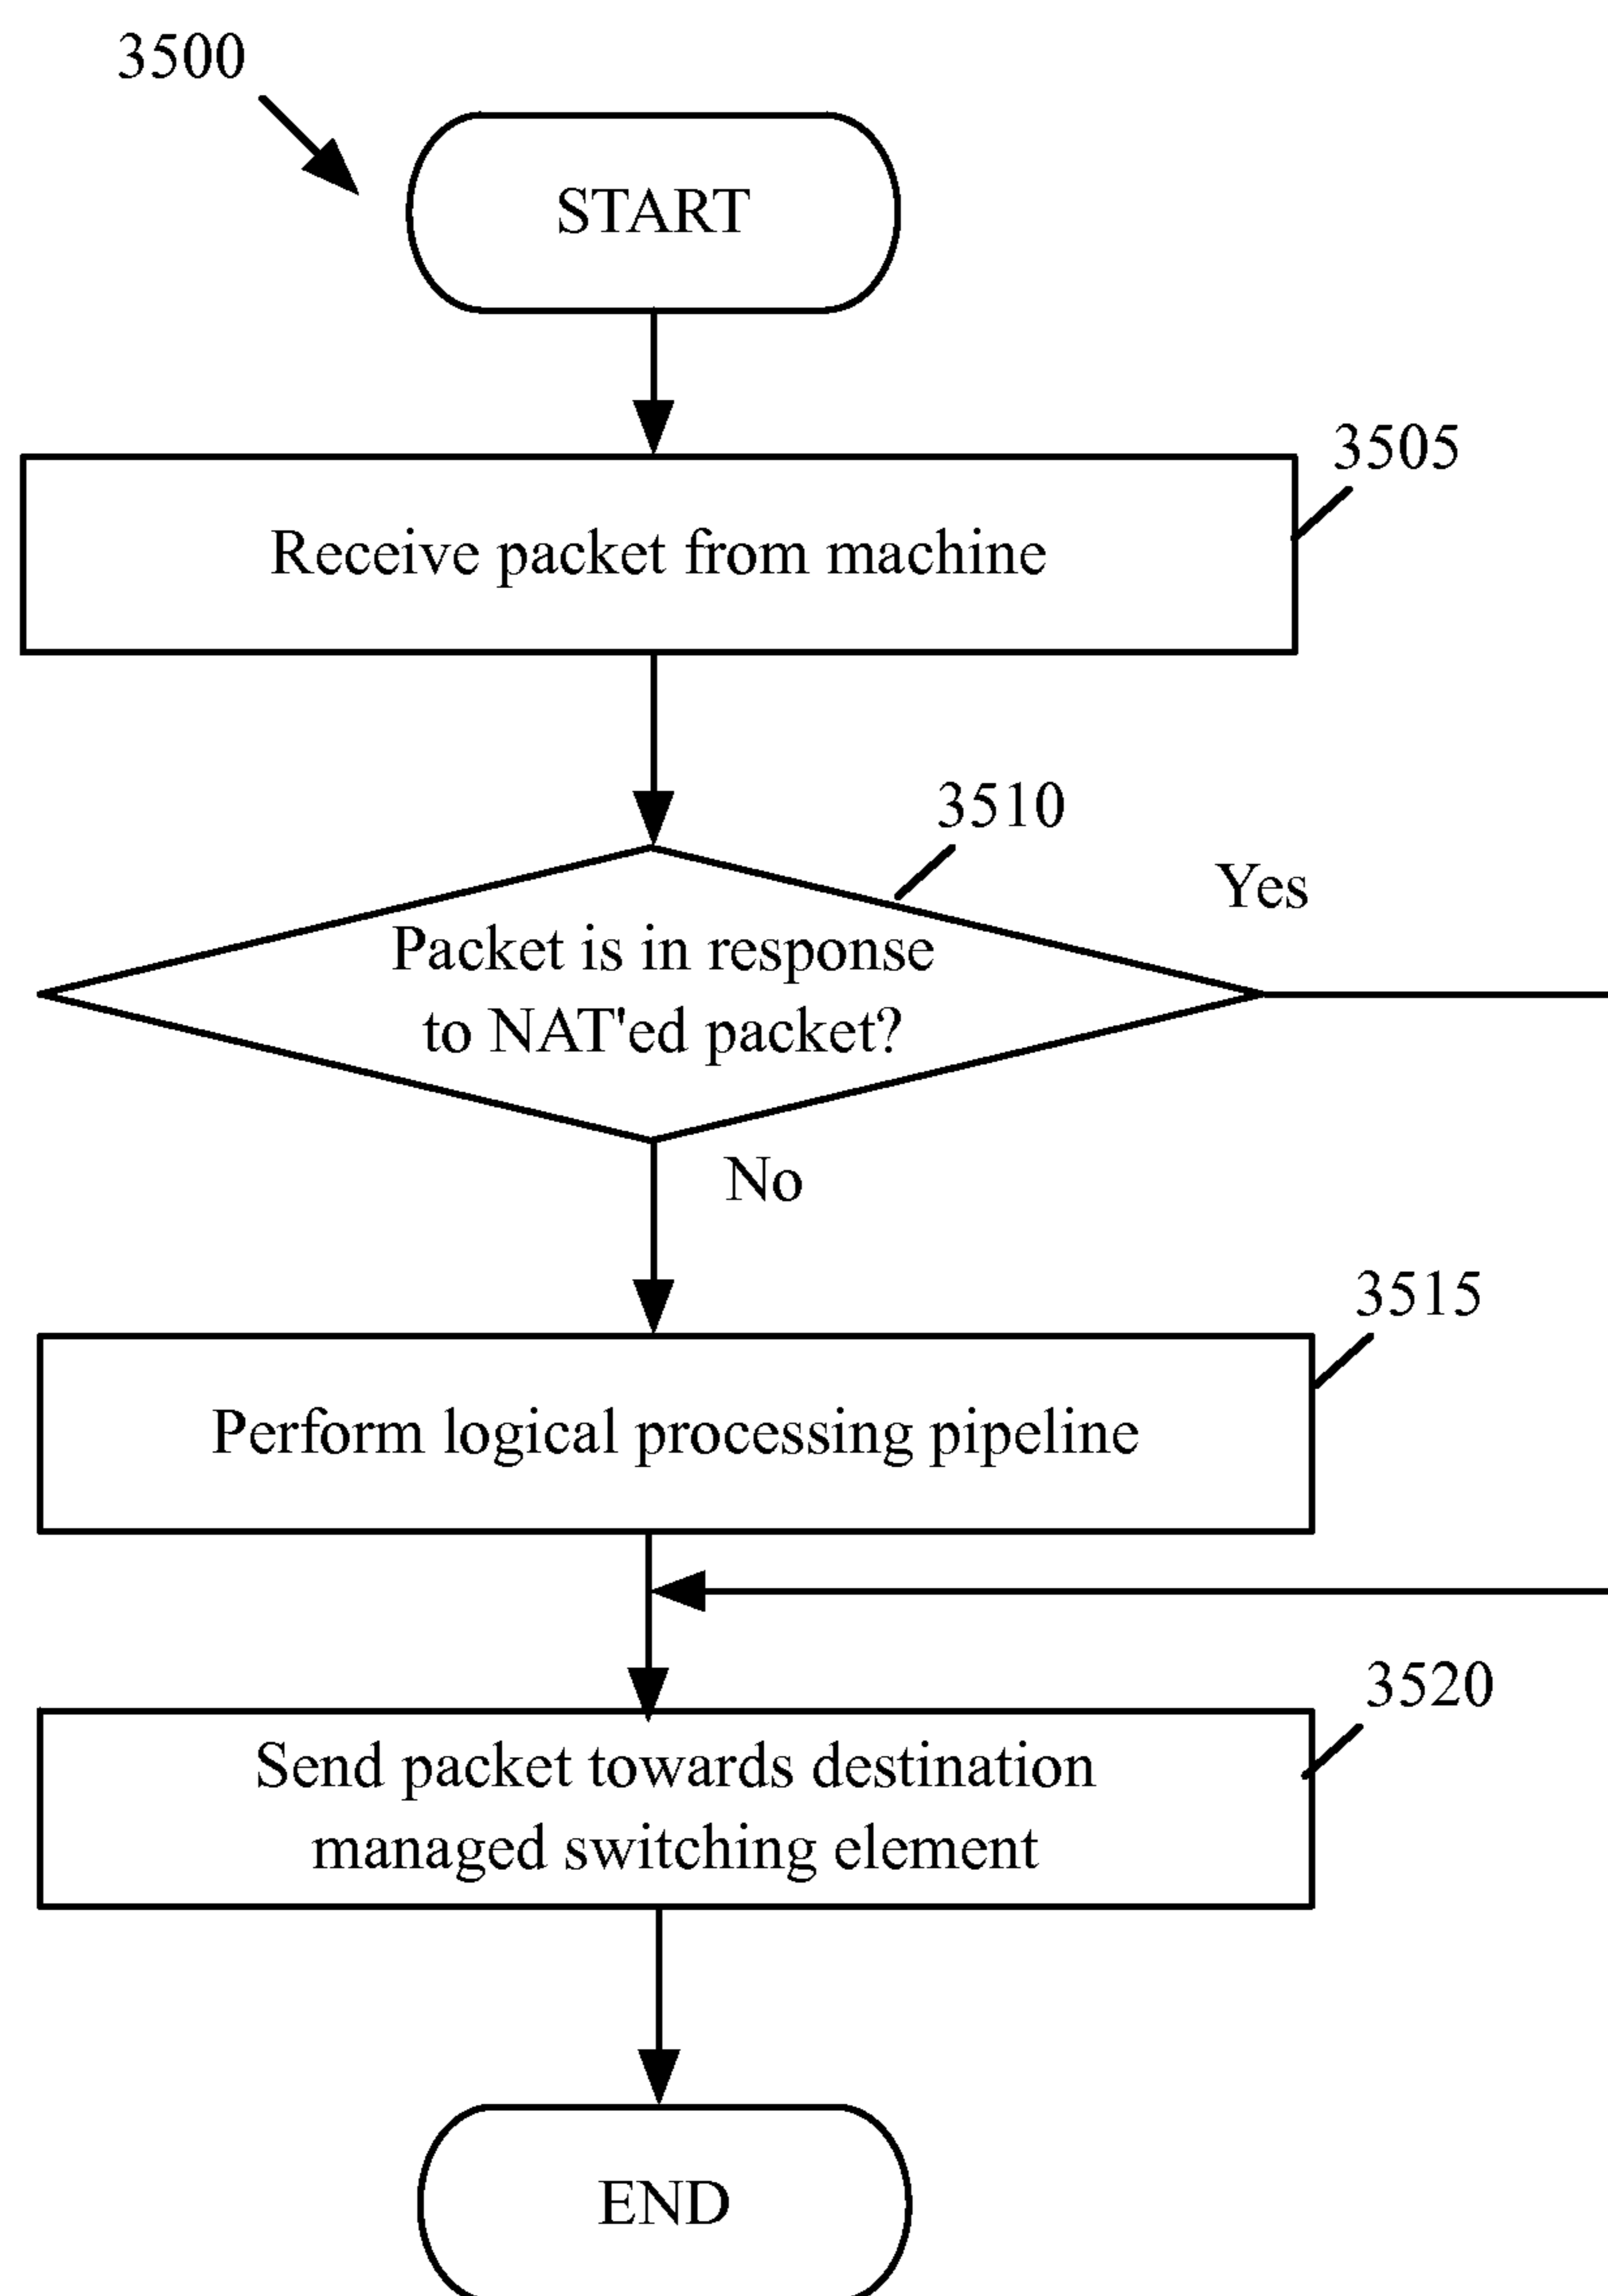 3500
START
3505
Receive packet from machine
3510
Yes
Packet is in response
to NAT'ed packet?
No
3515
Perform logical processing pipeline
3520
Send packet towards destination
managed switching element
END